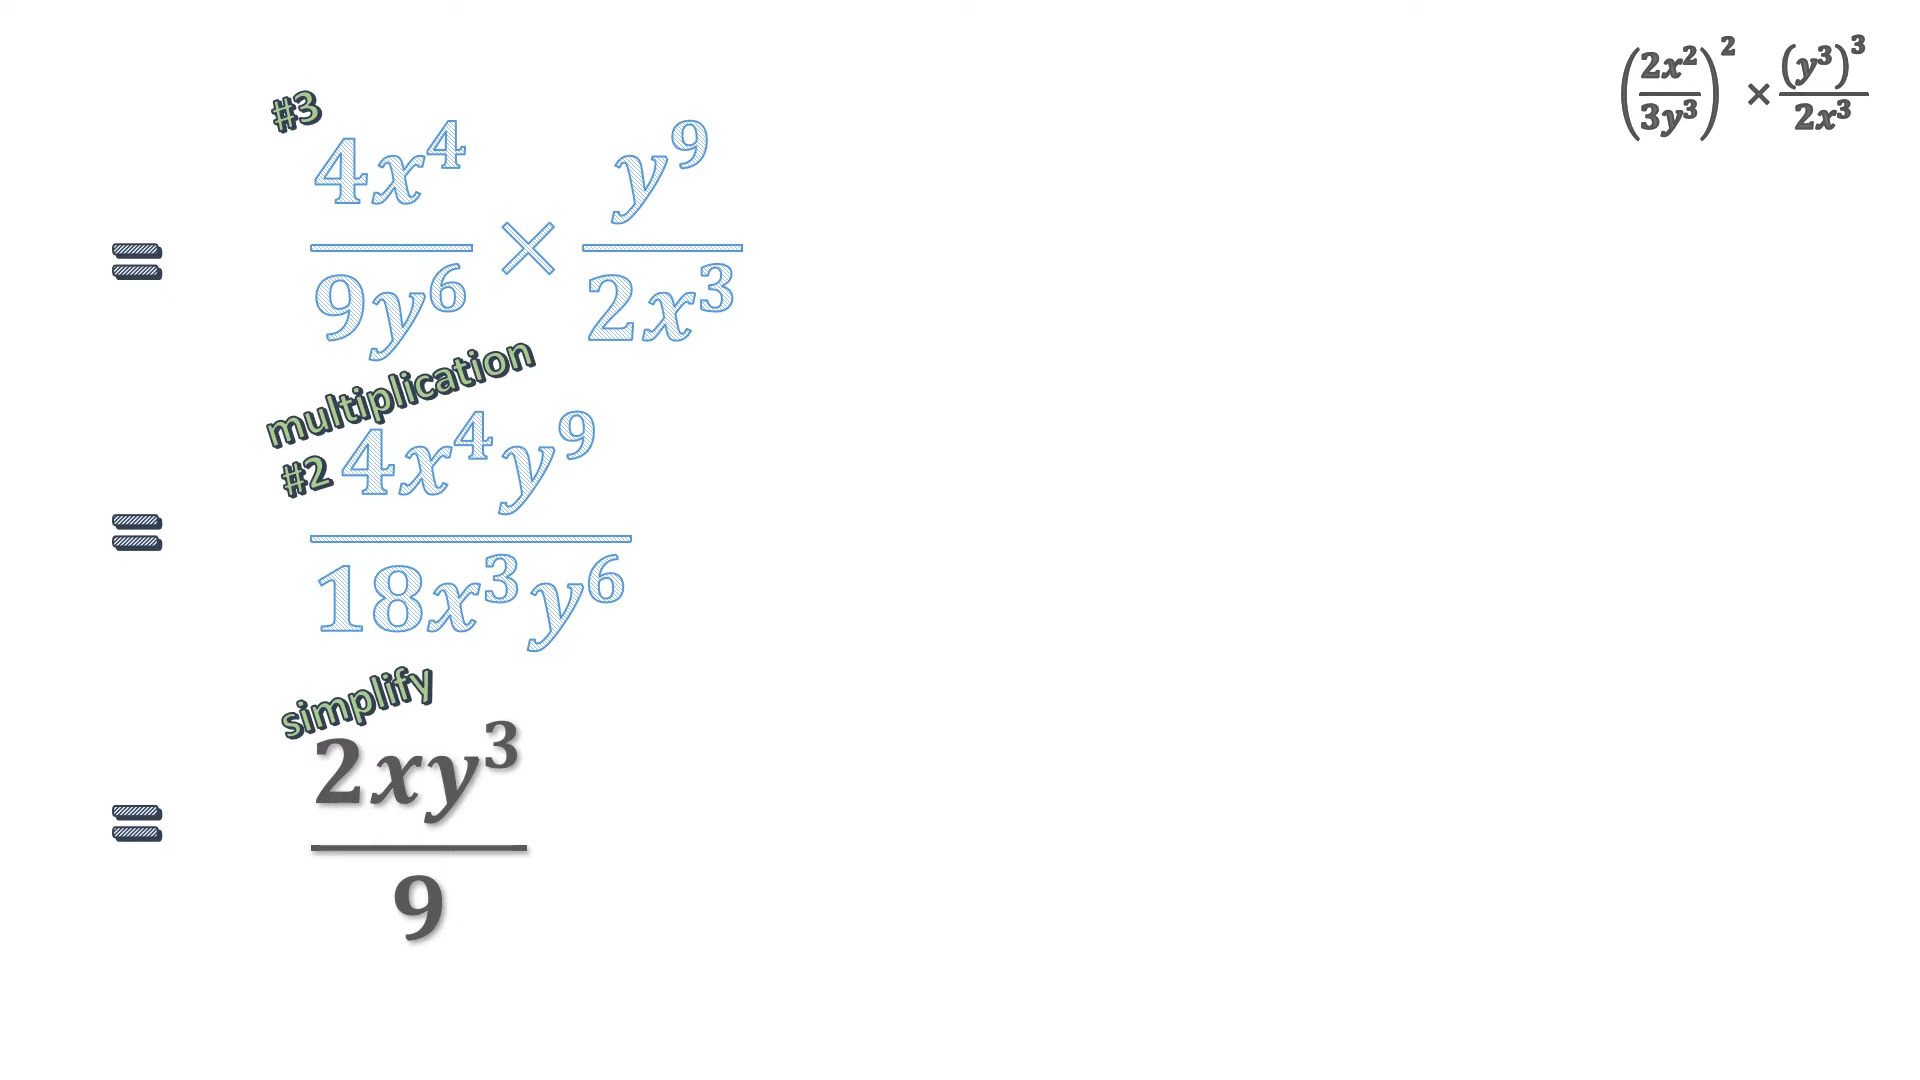 (2x²/3y³)² × (y³)³/2x³
#3
= 4x⁴/9y⁶ × y⁹/2x³
multiplication
#2
= 4x⁴y⁹/18x³y⁶
simplify
= 2xy³/9